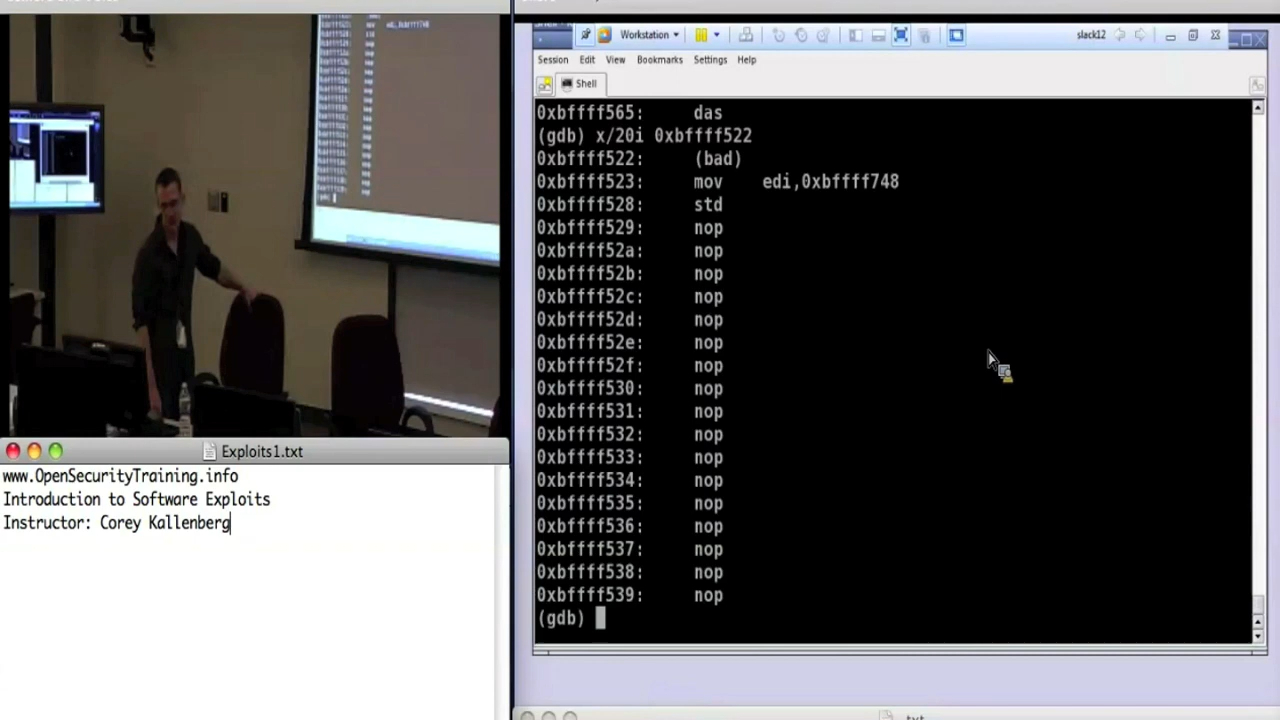 Workstation
slack12
Session Edit View Bookmarks Settings Help
Shell
0xbffff565: das
(gdb) x/20i 0xbffff522
0xbffff522: (bad)
0xbffff523: mov edi,0xbffff748
0xbffff528: std
0xbffff529: nop
0xbffff52a: nop
0xbffff52b: nop
0xbffff52c: nop
0xbffff52d: nop
0xbffff52e: nop
0xbffff52f: nop
0xbffff530: nop
0xbffff531: nop
0xbffff532: nop
0xbffff533: nop
0xbffff534: nop
0xbffff535: nop
0xbffff536: nop
0xbffff537: nop
0xbffff538: nop
0xbffff539: nop
(gdb)
Exploits1.txt
www.OpenSecurityTraining.info
Introduction to Software Exploits
Instructor: Corey Kallenberg